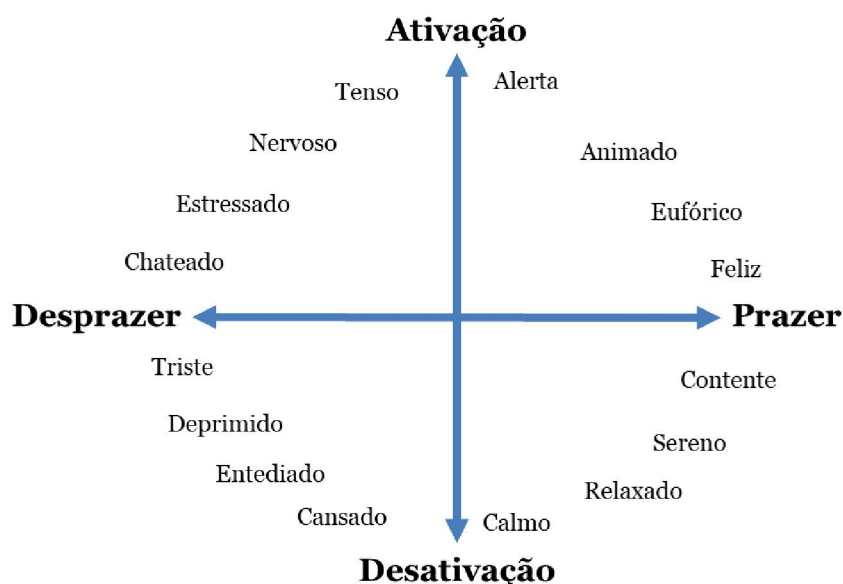 Ativação
Alerta
Tenso
Nervoso
Animado
Estressado
Eufórico
Chateado
Feliz
Desprazer
Prazer
Triste
Contente
Deprimido
Sereno
Entediado
Relaxado
Cansado
Calmo
Desativação